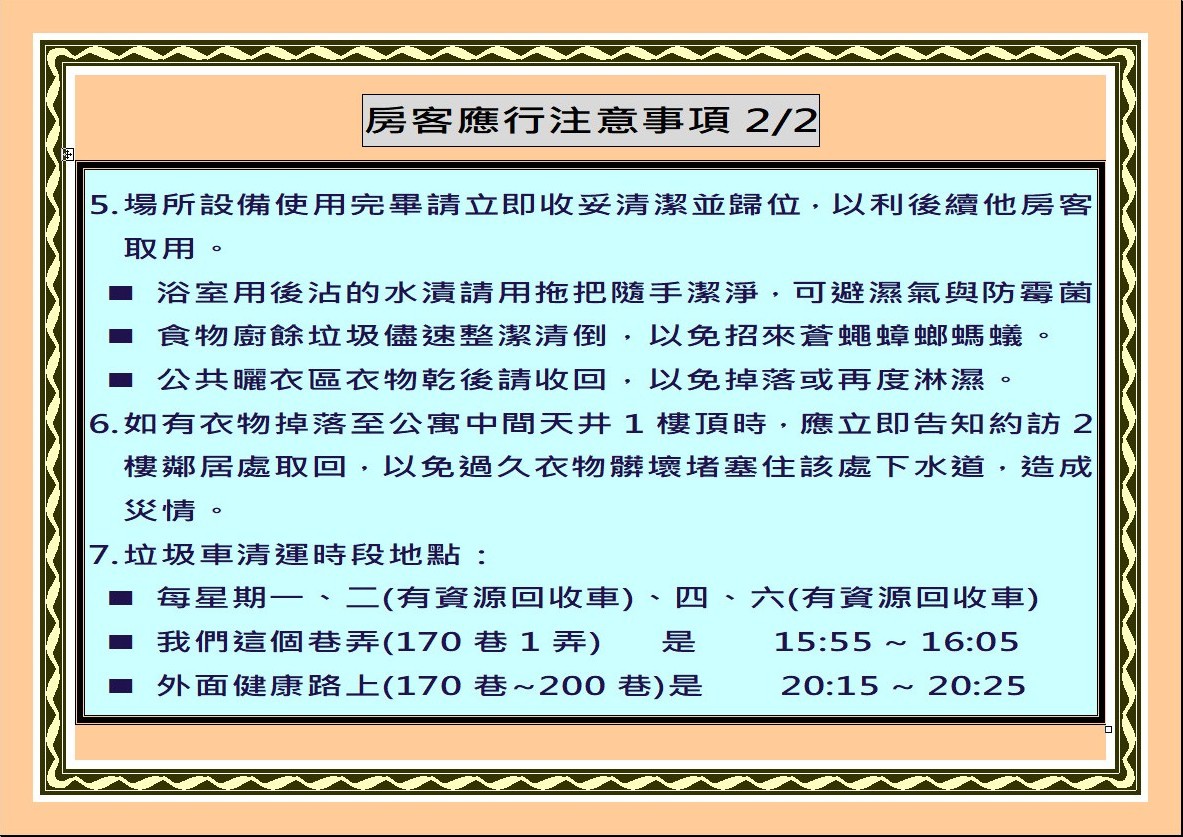 房客應行注意事項 2/2
5.場所設備使用完畢請立即收妥清潔並歸位，以利後續他房客
取用。
■ 浴室用後沾的水漬請用拖把隨手潔淨，可避濕氣與防霉菌
■ 食物廚餘垃圾儘速整潔清倒，以免招來蒼蠅蟑螂螞蟻。
■ 公共曬衣區衣物乾後請收回，以免掉落或再度淋濕。
6.如有衣物掉落至公寓中間天井 1 樓頂時，應立即告知約訪 2
樓鄰居處取回，以免過久衣物髒壞堵塞住該處下水道，造成
災情。
7.垃圾車清運時段地點：
■ 每星期一、二(有資源回收車)、四、六(有資源回收車)
■ 我們這個巷弄(170 巷 1 弄) 是 15:55 ~ 16:05
■ 外面健康路上(170 巷~200 巷)是 20:15 ~ 20:25